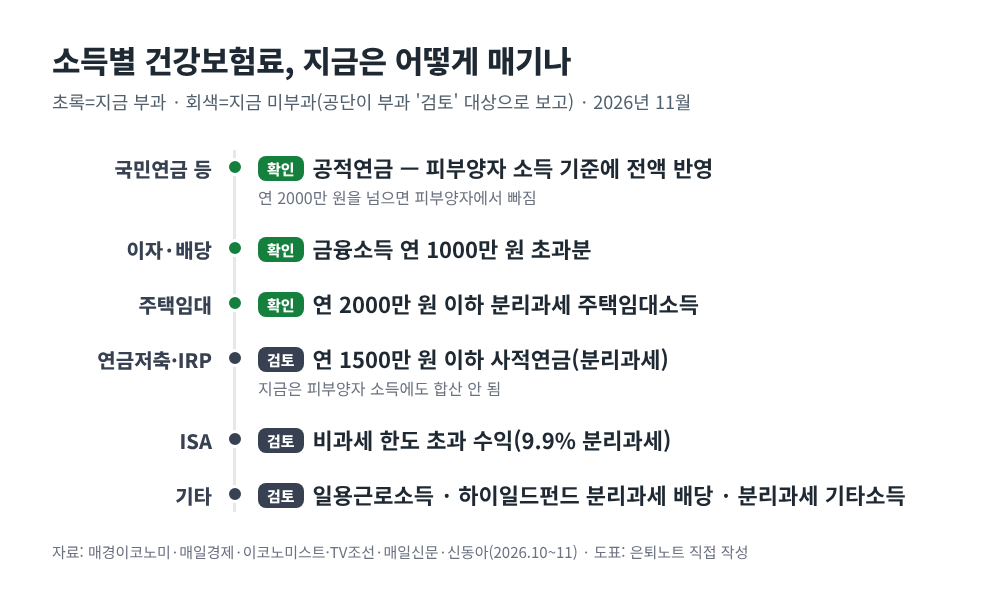 소득별 건강보험료, 지금은 어떻게 매기나
초록=지금 부과 · 회색=지금 미부과(공단이 부과 '검토' 대상으로 보고) · 2026년 11월
국민연금 등 확인 공적연금 — 피부양자 소득 기준에 전액 반영
연 2000만 원을 넘으면 피부양자에서 빠짐
이자·배당 확인 금융소득 연 1000만 원 초과분
주택임대 확인 연 2000만 원 이하 분리과세 주택임대소득
연금저축·IRP 검토 연 1500만 원 이하 사적연금(분리과세)
지금은 피부양자 소득에도 합산 안 됨
ISA 검토 비과세 한도 초과 수익(9.9% 분리과세)
기타 검토 일용근로소득 · 하이일드펀드 분리과세 배당 · 분리과세 기타소득
자료: 매경이코노미·매일경제·이코노미스트·TV조선·매일신문·신동아(2026.10~11) · 도표: 은퇴노트 직접 작성